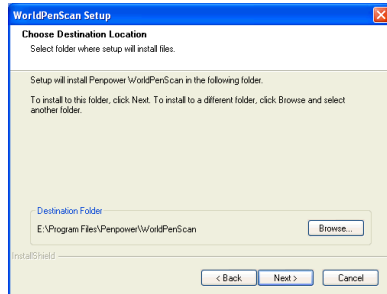 WorldPenScan Setup
Choose Destination Location
Select folder where setup will install files.
Setup will install Penpower WorldPenScan in the following folder.
To install to this folder, click Next. To install to a different folder, click Browse and select
another folder.
Destination Folder
E:\Program Files\Penpower\WorldPenScan
Browse...
InstallShield
< Back
Next >
Cancel